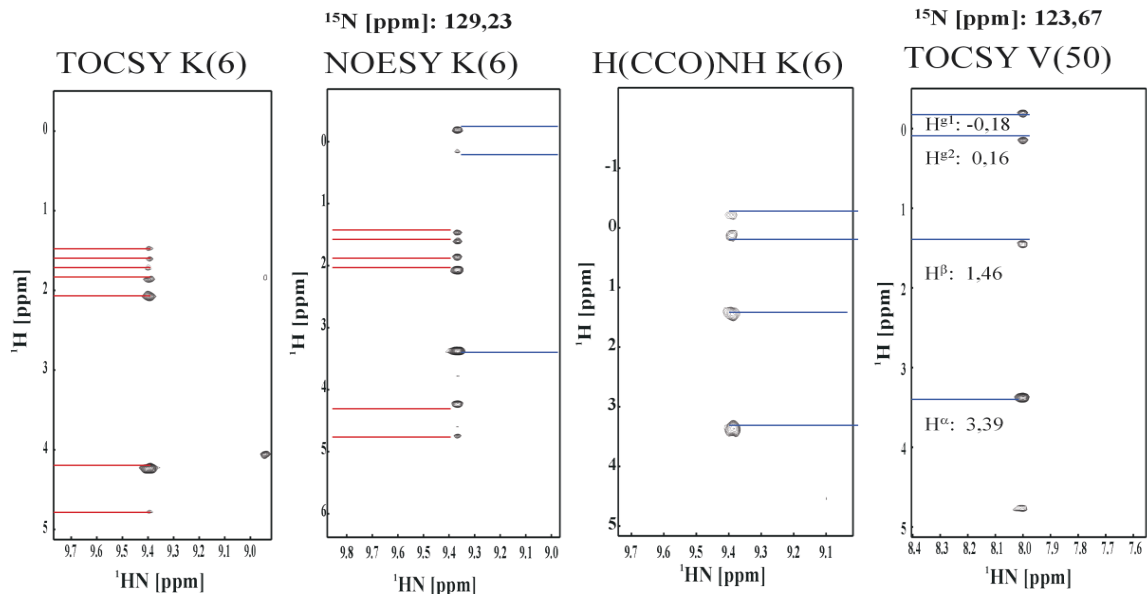 ¹⁵N [ppm]: 129,23
¹⁵N [ppm]: 123,67
TOCSY K(6)
NOESY K(6)
H(CCO)NH K(6)
TOCSY V(50)
0
1
2
3
4
5
¹H [ppm]
9.7 9.6 9.5 9.4 9.3 9.2 9.1 9.0
¹HN [ppm]
0
1
2
3
4
5
6
¹H [ppm]
9.8 9.7 9.6 9.5 9.4 9.3 9.2 9.1 9.0
¹HN [ppm]
-1
0
1
2
3
4
5
¹H [ppm]
9.7 9.6 9.5 9.4 9.3 9.2 9.1
¹HN [ppm]
0
1
2
3
4
5
¹H [ppm]
Hᵍ¹: -0,18
Hᵍ²: 0,16
Hᵝ: 1,46
Hᵅ: 3,39
8.4 8.3 8.2 8.1 8.0 7.9 7.8 7.7 7.6
¹HN [ppm]